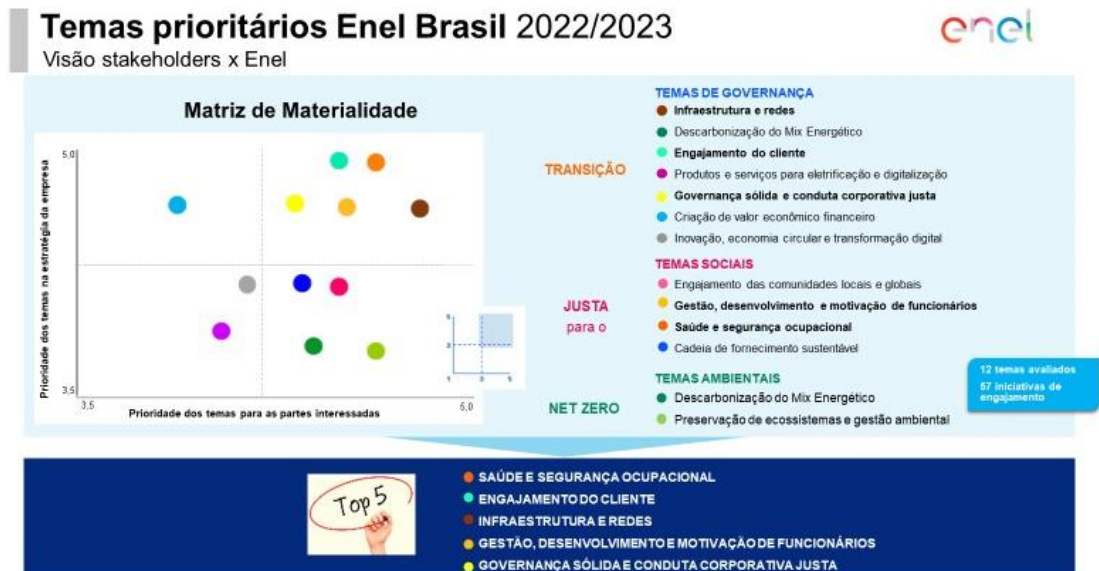 Temas prioritários Enel Brasil 2022/2023
enel
Visão stakeholders x Enel
Matriz de Materialidade
Prioridade dos temas na estratégia da empresa
5,0
3,5
3,5
Prioridade dos temas para as partes interessadas
5,0
5
3
1
3
5
TRANSIÇÃO
JUSTA
para o
NET ZERO
TEMAS DE GOVERNANÇA
Infraestrutura e redes
Descarbonização do Mix Energético
Engajamento do cliente
Produtos e serviços para eletrificação e digitalização
Governança sólida e conduta corporativa justa
Criação de valor econômico financeiro
Inovação, economia circular e transformação digital
TEMAS SOCIAIS
Engajamento das comunidades locais e globais
Gestão, desenvolvimento e motivação de funcionários
Saúde e segurança ocupacional
Cadeia de fornecimento sustentável
TEMAS AMBIENTAIS
Descarbonização do Mix Energético
Preservação de ecossistemas e gestão ambiental
12 temas avaliados
57 iniciativas de
engajamento
Top 5
SAÚDE E SEGURANÇA OCUPACIONAL
ENGAJAMENTO DO CLIENTE
INFRAESTRUTURA E REDES
GESTÃO, DESENVOLVIMENTO E MOTIVAÇÃO DE FUNCIONÁRIOS
GOVERNANÇA SÓLIDA E CONDUTA CORPORATIVA JUSTA